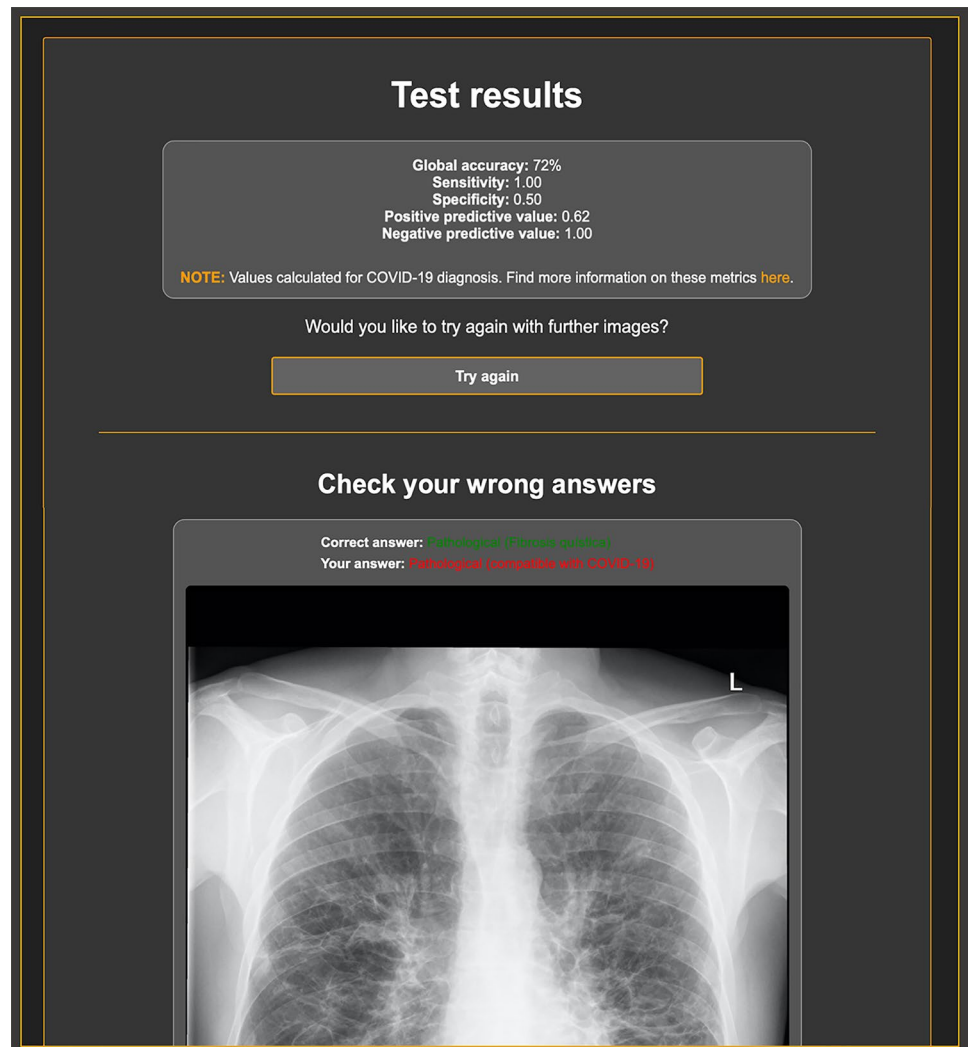 Test results
Global accuracy: 72%
Sensitivity: 1.00
Specificity: 0.50
Positive predictive value: 0.62
Negative predictive value: 1.00
NOTE: Values calculated for COVID-19 diagnosis. Find more information on these metrics here.
Would you like to try again with further images?
Try again
Check your wrong answers
Correct answer: Pathological (Fibrosis quística)
Your answer: Pathological (compatible with COVID-19)
L